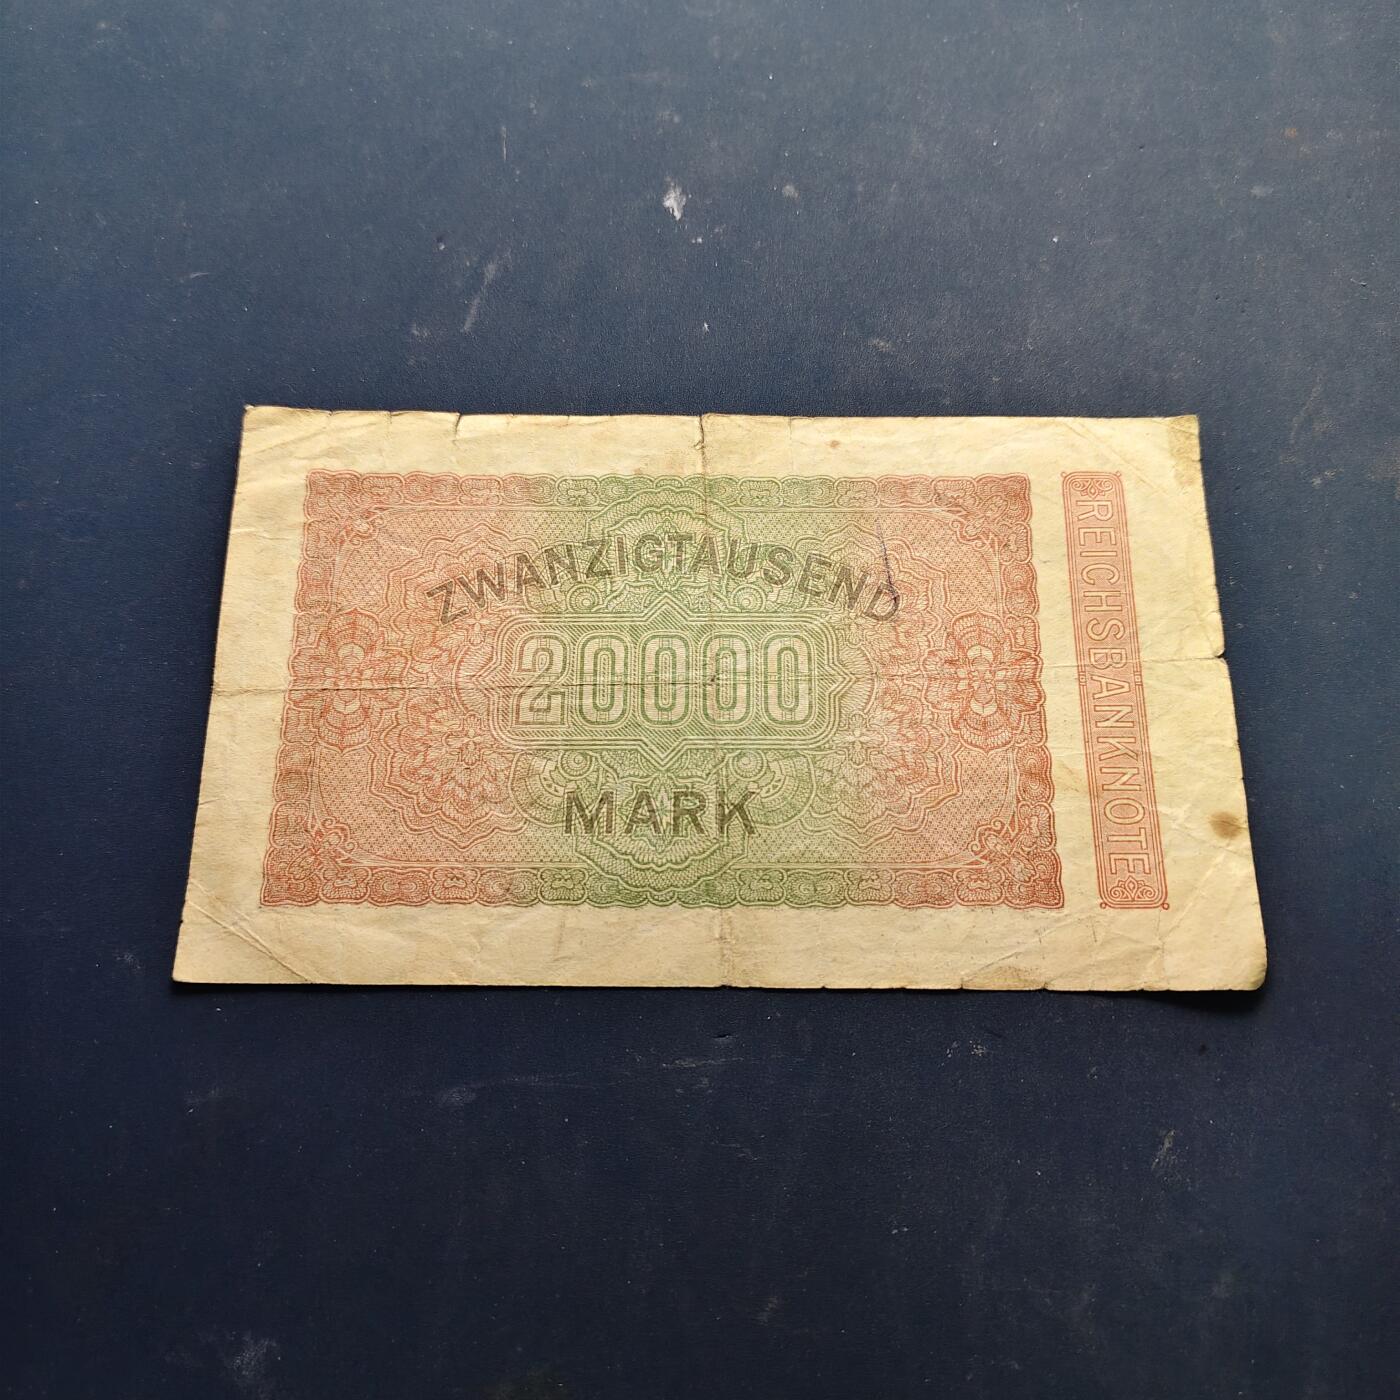 ZWANZIGTAUSEND
20000
MARK
REICHSBANKNOTE